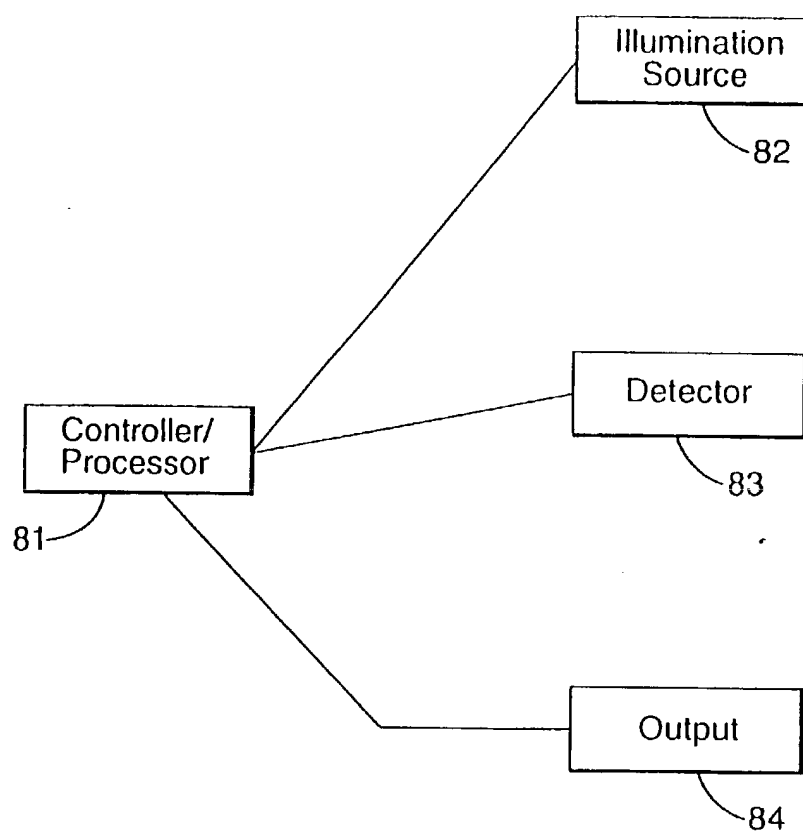 Illumination
Source
82
Detector
83
Controller/
Processor
81
Output
84